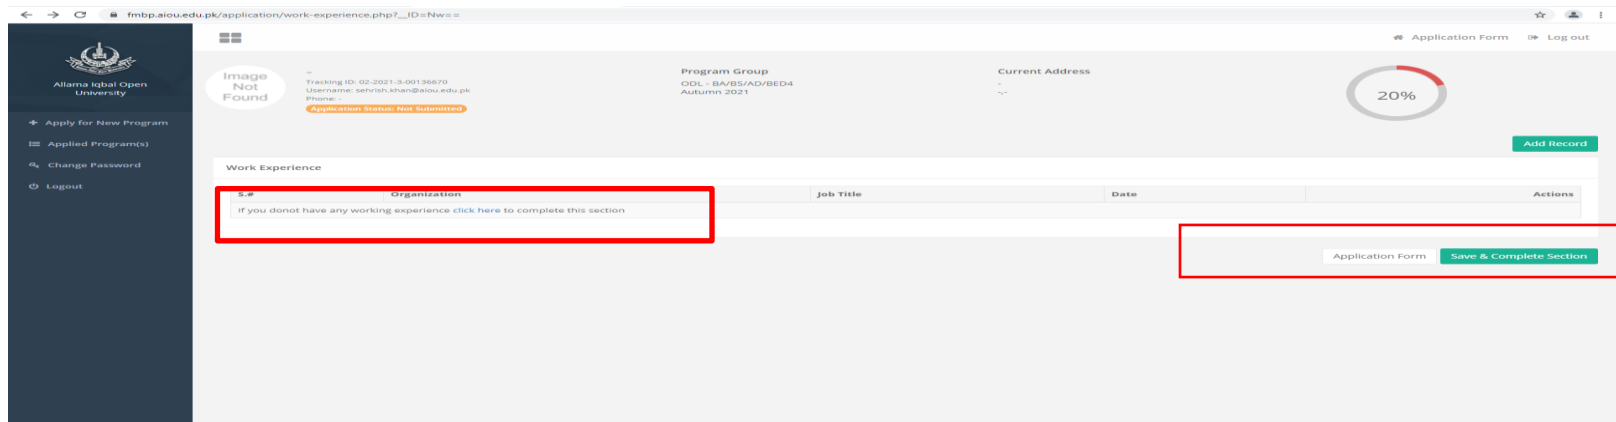 fmbp.aiou.edu.pk/application/work-experience.php?__ID=Nw==
Allama Iqbal Open
University
Apply for New Program
Applied Program(s)
Change Password
Logout
Application Form
Log out
Image
Not
Found
-
Tracking ID: 02-2021-3-00136670
Username: sehrish.khan@aiou.edu.pk
Phone: -
Application Status: Not Submitted
Program Group
ODL - BA/BS/AD/BED4
Autumn 2021
Current Address
-
-,-
20%
Add Record
Work Experience
S.# Organization Job Title Date Actions
If you donot have any working experience click here to complete this section
Application Form Save & Complete Section